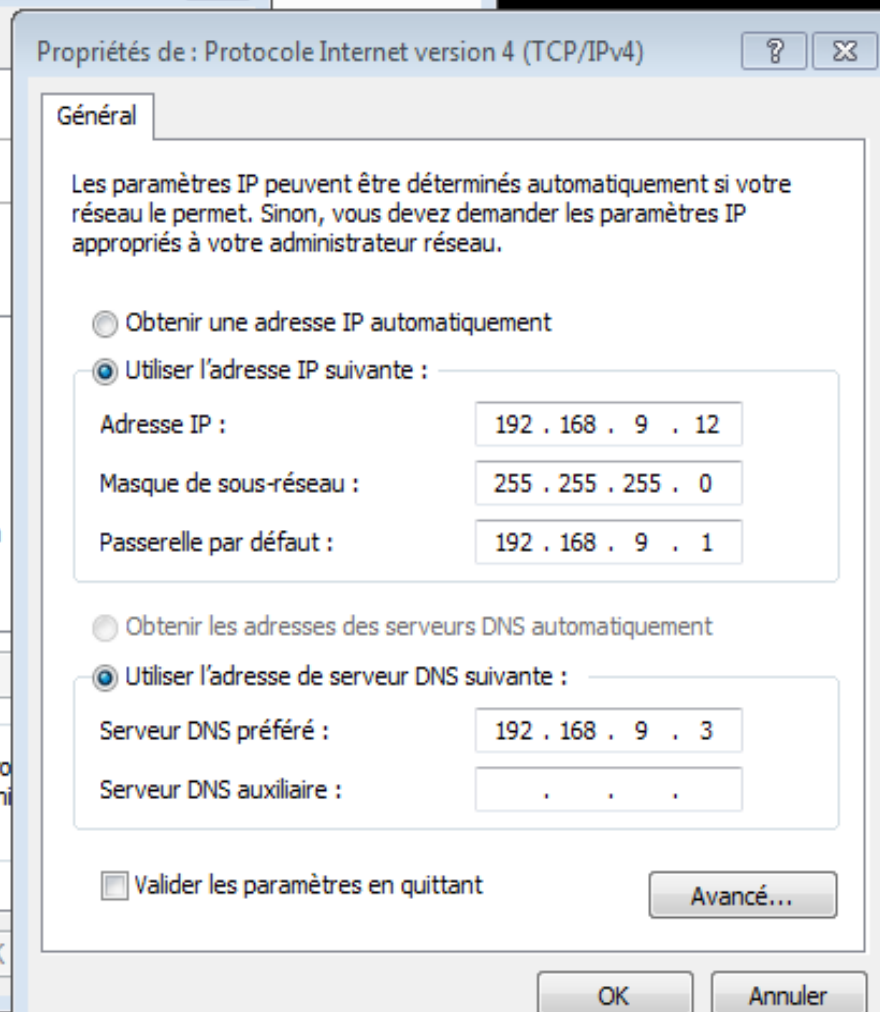 Propriétés de : Protocole Internet version 4 (TCP/IPv4)
Général
Les paramètres IP peuvent être déterminés automatiquement si votre
réseau le permet. Sinon, vous devez demander les paramètres IP
appropriés à votre administrateur réseau.
Obtenir une adresse IP automatiquement
Utiliser l'adresse IP suivante :
Adresse IP : 192 . 168 . 9 . 12
Masque de sous-réseau : 255 . 255 . 255 . 0
Passerelle par défaut : 192 . 168 . 9 . 1
Obtenir les adresses des serveurs DNS automatiquement
Utiliser l'adresse de serveur DNS suivante :
Serveur DNS préféré : 192 . 168 . 9 . 3
Serveur DNS auxiliaire : . . .
Valider les paramètres en quittant
Avancé...
OK Annuler